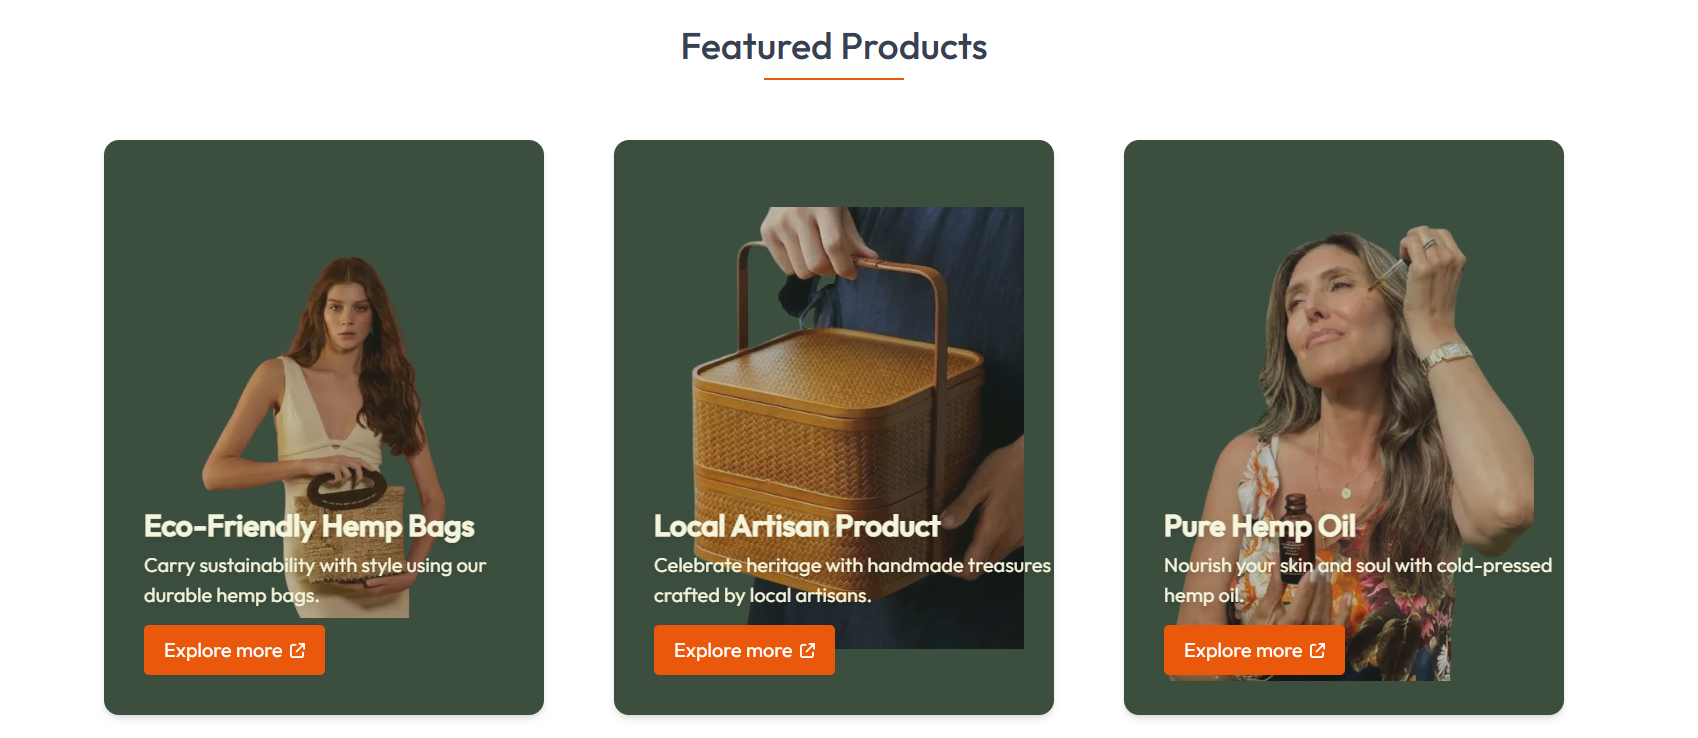 Featured Products
Eco-Friendly Hemp Bags
Carry sustainability with style using our
durable hemp bags.
Explore more
Local Artisan Product
Celebrate heritage with handmade treasures
crafted by local artisans.
Explore more
Pure Hemp Oil
Nourish your skin and soul with cold-pressed
hemp oil.
Explore more